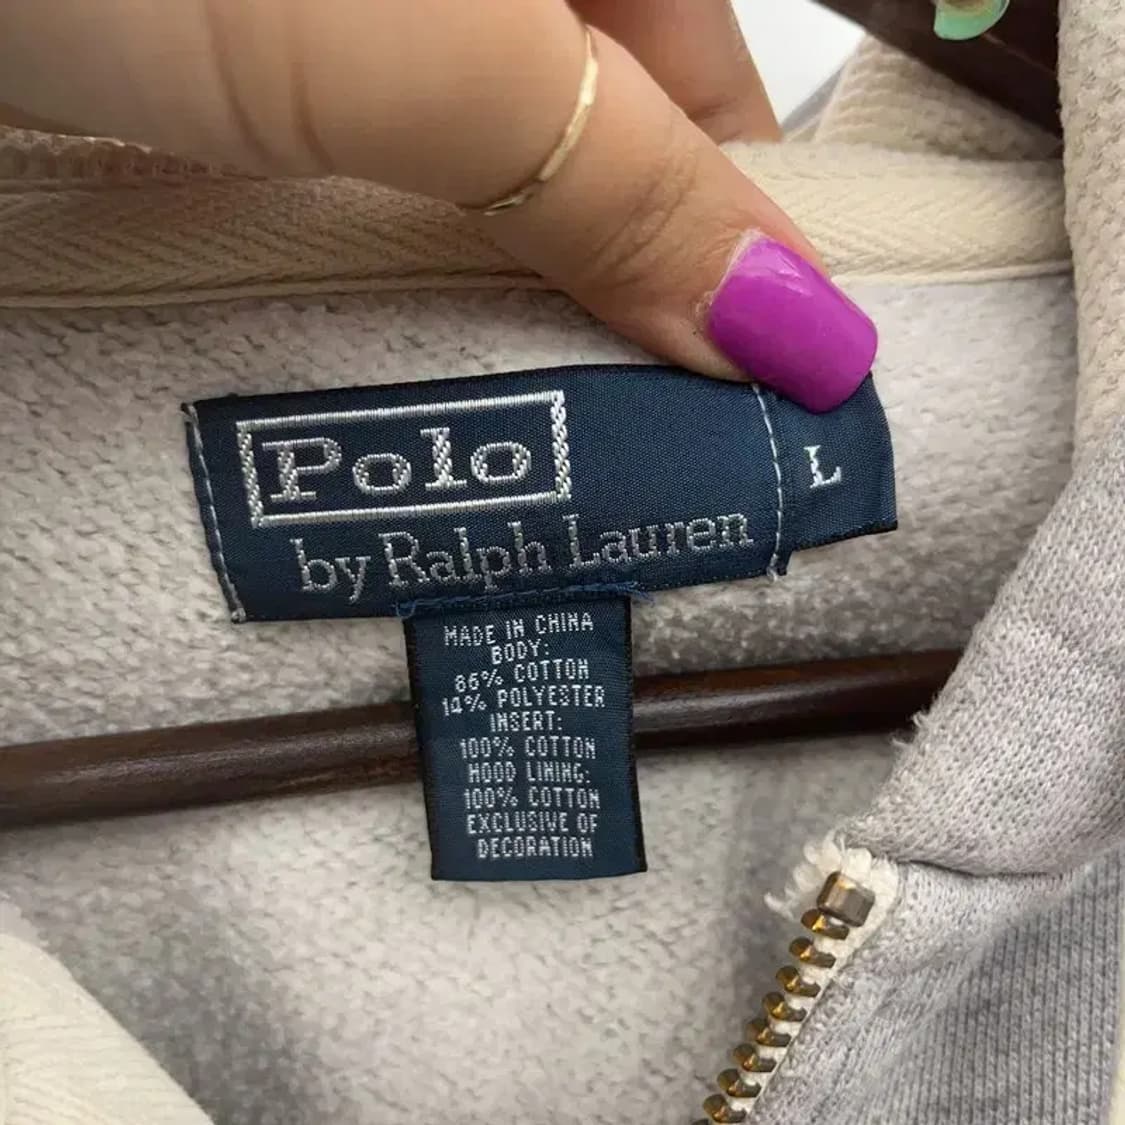 Polo
by Ralph Lauren
L
MADE IN CHINA
BODY:
86% COTTON
14% POLYESTER
INSERT:
100% COTTON
HOOD LINING:
100% COTTON
EXCLUSIVE OF
DECORATION